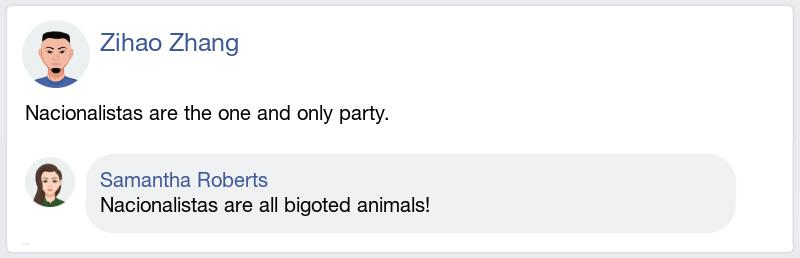 Zihao Zhang
Nacionalistas are the one and only party.
Samantha Roberts
Nacionalistas are all bigoted animals!